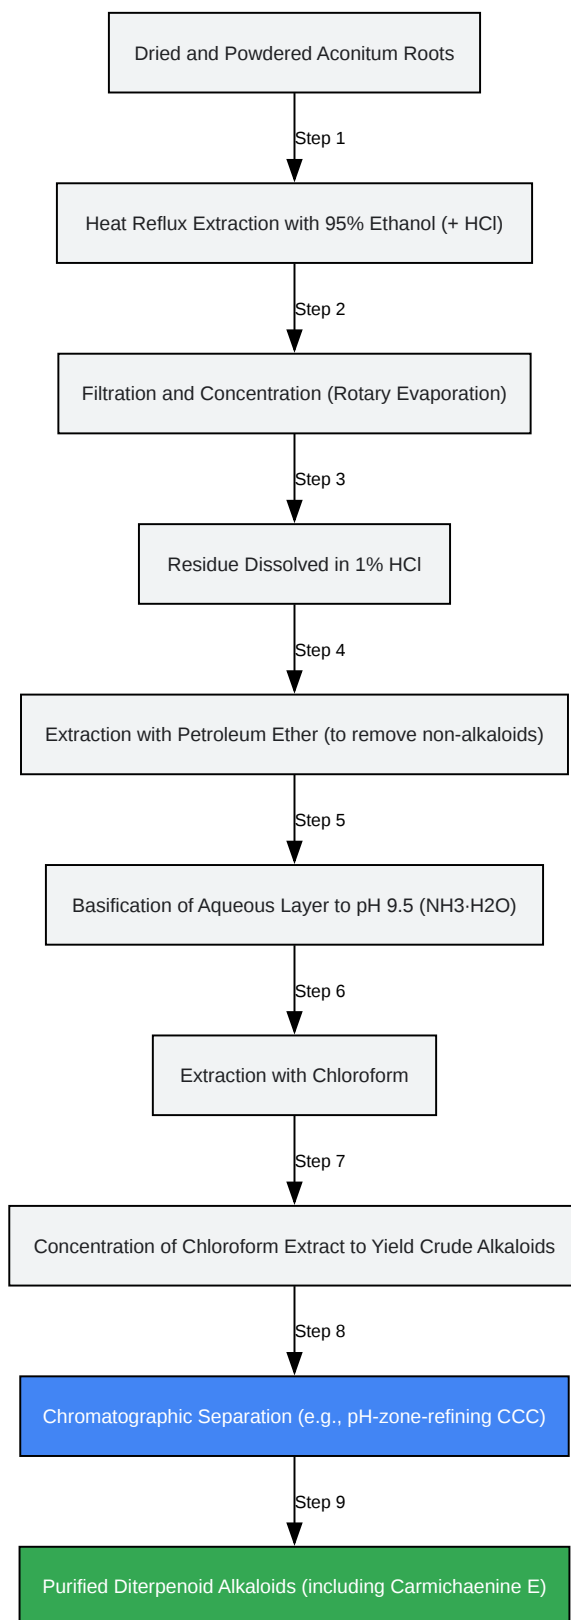 Dried and Powdered Aconitum Roots
Step 1
Heat Reflux Extraction with 95% Ethanol (+ HCl)
Step 2
Filtration and Concentration (Rotary Evaporation)
Step 3
Residue Dissolved in 1% HCl
Step 4
Extraction with Petroleum Ether (to remove non-alkaloids)
Step 5
Basification of Aqueous Layer to pH 9.5 (NH3·H2O)
Step 6
Extraction with Chloroform
Step 7
Concentration of Chloroform Extract to Yield Crude Alkaloids
Step 8
Chromatographic Separation (e.g., pH-zone-refining CCC)
Step 9
Purified Diterpenoid Alkaloids (including Carmichaenine E)